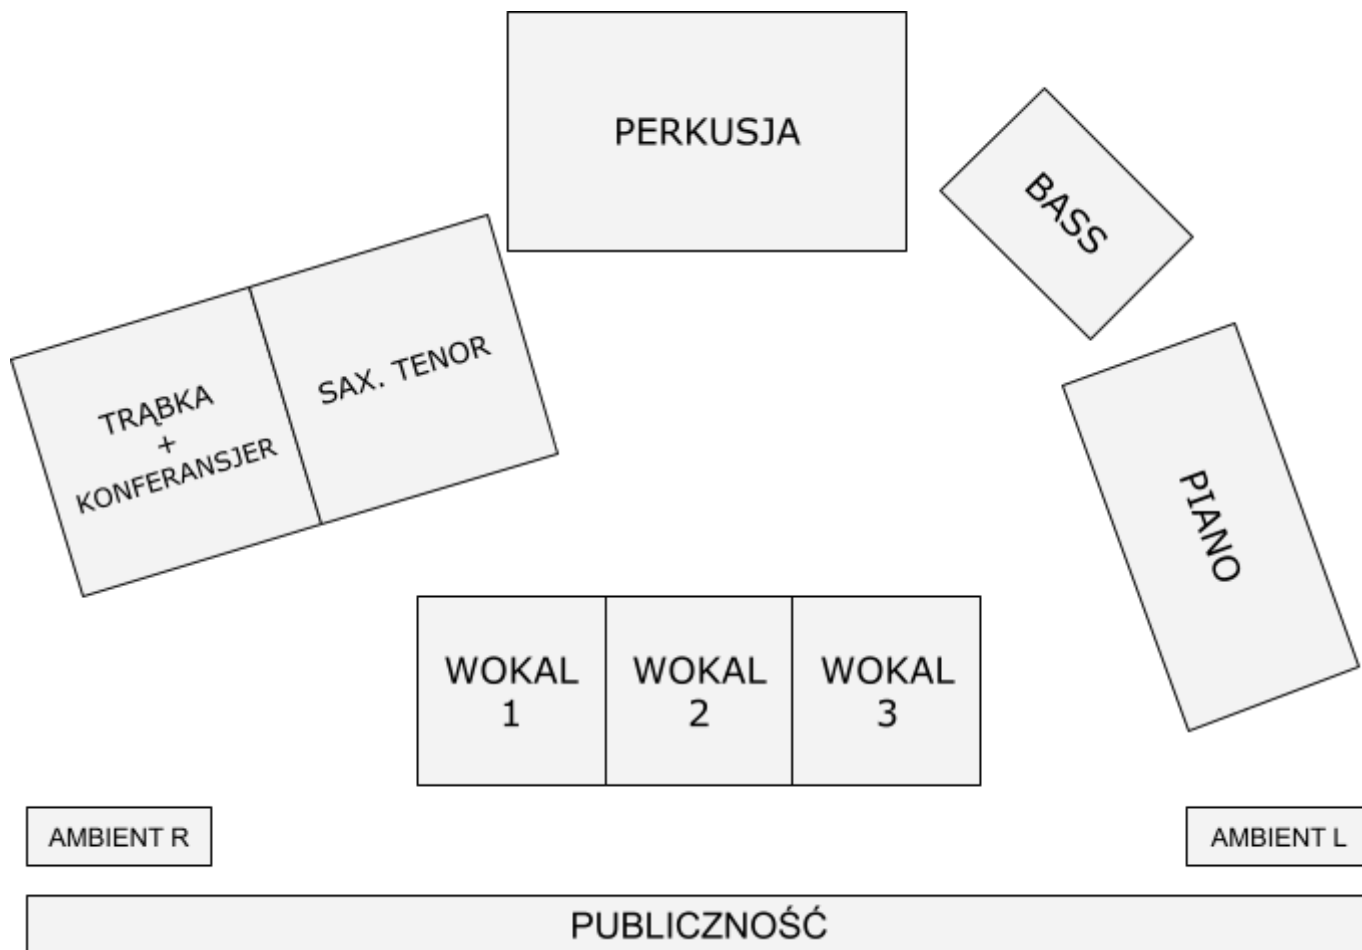 PERKUSJA
BASS
SAX. TENOR
TRĄBKA
+
KONFERANSJER
PIANO
WOKAL
1
WOKAL
2
WOKAL
3
AMBIENT R
AMBIENT L
PUBLICZNOŚĆ